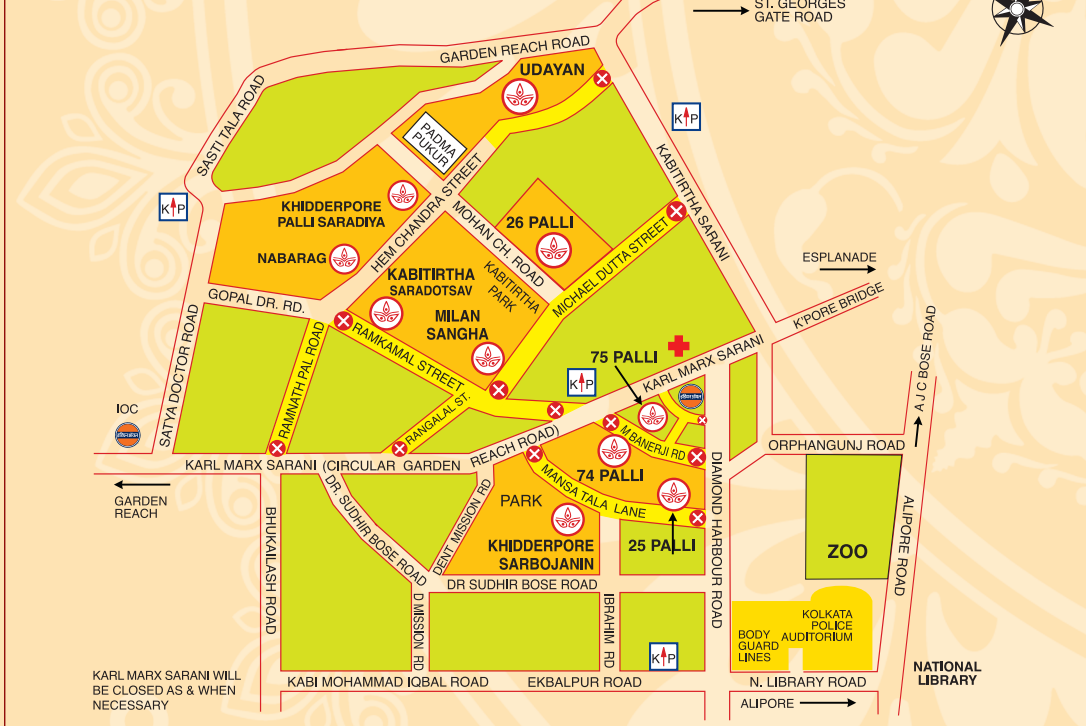 ST. GEORGES
GATE ROAD
GARDEN REACH ROAD
UDAYAN
SASTI TALA ROAD
PADMA
PUKUR
K P
KABITIRTHA SARANI
K P
KHIDDERPORE
PALLI SARADIYA
HEM CHANDRA STREET
MOHAN CH. ROAD
26 PALLI
NABARAG
KABITIRTHA
SARADOTSAV
KABITIRTHA
PARK
MICHAEL DUTTA STREET
ESPLANADE
K'PORE BRIDGE
GOPAL DR. RD.
MILAN
SANGHA
SATYA DOCTOR ROAD
RAMNATH PAL ROAD
RAMKAMAL STREET
RANGALAL ST.
75 PALLI
KARL MARX SARANI
K P
A J C BOSE ROAD
IOC
M BANERJI RD
ORPHANGUNJ ROAD
KARL MARX SARANI (CIRCULAR GARDEN REACH ROAD)
GARDEN
REACH
DR. SUDHIR BOSE ROAD
DENT MISSION RD
PARK
74 PALLI
MANSA TALA LANE
25 PALLI
KHIDDERPORE
SARBOJANIN
DIAMOND HARBOUR ROAD
ZOO
ALIPORE ROAD
BHUKAILASH ROAD
DR SUDHIR BOSE ROAD
D MISSION RD
IBRAHIM RD
K P
KOLKATA
POLICE
AUDITORIUM
BODY
GUARD
LINES
NATIONAL
LIBRARY
KARL MARX SARANI WILL
BE CLOSED AS & WHEN
NECESSARY
KABI MOHAMMAD IQBAL ROAD
EKBALPUR ROAD
N. LIBRARY ROAD
ALIPORE